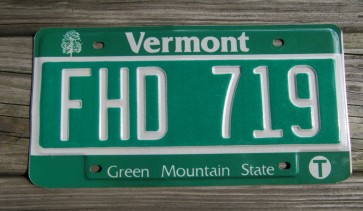 Vermont
FHD 719
Green Mountain State T